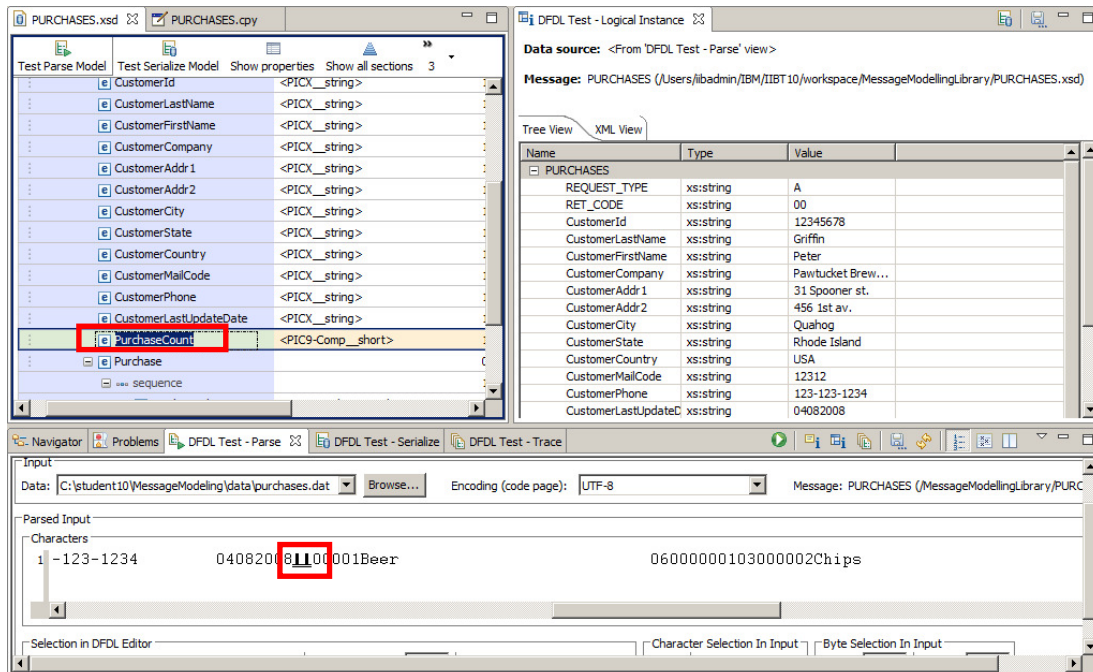 PURCHASES.xsd PURCHASES.cpy
Test Parse Model Test Serialize Model Show properties Show all sections 3
CustomerId <PICX__string>
CustomerLastName <PICX__string>
CustomerFirstName <PICX__string>
CustomerCompany <PICX__string>
CustomerAddr1 <PICX__string>
CustomerAddr2 <PICX__string>
CustomerCity <PICX__string>
CustomerState <PICX__string>
CustomerCountry <PICX__string>
CustomerMailCode <PICX__string>
CustomerPhone <PICX__string>
CustomerLastUpdateDate <PICX__string>
PurchaseCount <PIC9-Comp__short>
Purchase
sequence
DFDL Test - Logical Instance
Data source: <From 'DFDL Test - Parse' view>
Message: PURCHASES (/Users/iibadmin/IBM/IIBT10/workspace/MessageModellingLibrary/PURCHASES.xsd)
Tree View XML View
Name Type Value
PURCHASES
REQUEST_TYPE xs:string A
RET_CODE xs:string 00
CustomerId xs:string 12345678
CustomerLastName xs:string Griffin
CustomerFirstName xs:string Peter
CustomerCompany xs:string Pawtucket Brew...
CustomerAddr1 xs:string 31 Spooner st.
CustomerAddr2 xs:string 456 1st av.
CustomerCity xs:string Quahog
CustomerState xs:string Rhode Island
CustomerCountry xs:string USA
CustomerMailCode xs:string 12312
CustomerPhone xs:string 123-123-1234
CustomerLastUpdateD xs:string 04082008
Navigator Problems DFDL Test - Parse DFDL Test - Serialize DFDL Test - Trace
Input
Data: C:\student10\MessageModeling\data\purchases.dat Browse... Encoding (code page): UTF-8 Message: PURCHASES (/MessageModellingLibrary/PURC
Parsed Input
Characters
1 -123-1234 040820081100001Beer 06000000103000002Chips
Selection in DFDL Editor Character Selection In Input Byte Selection In Input